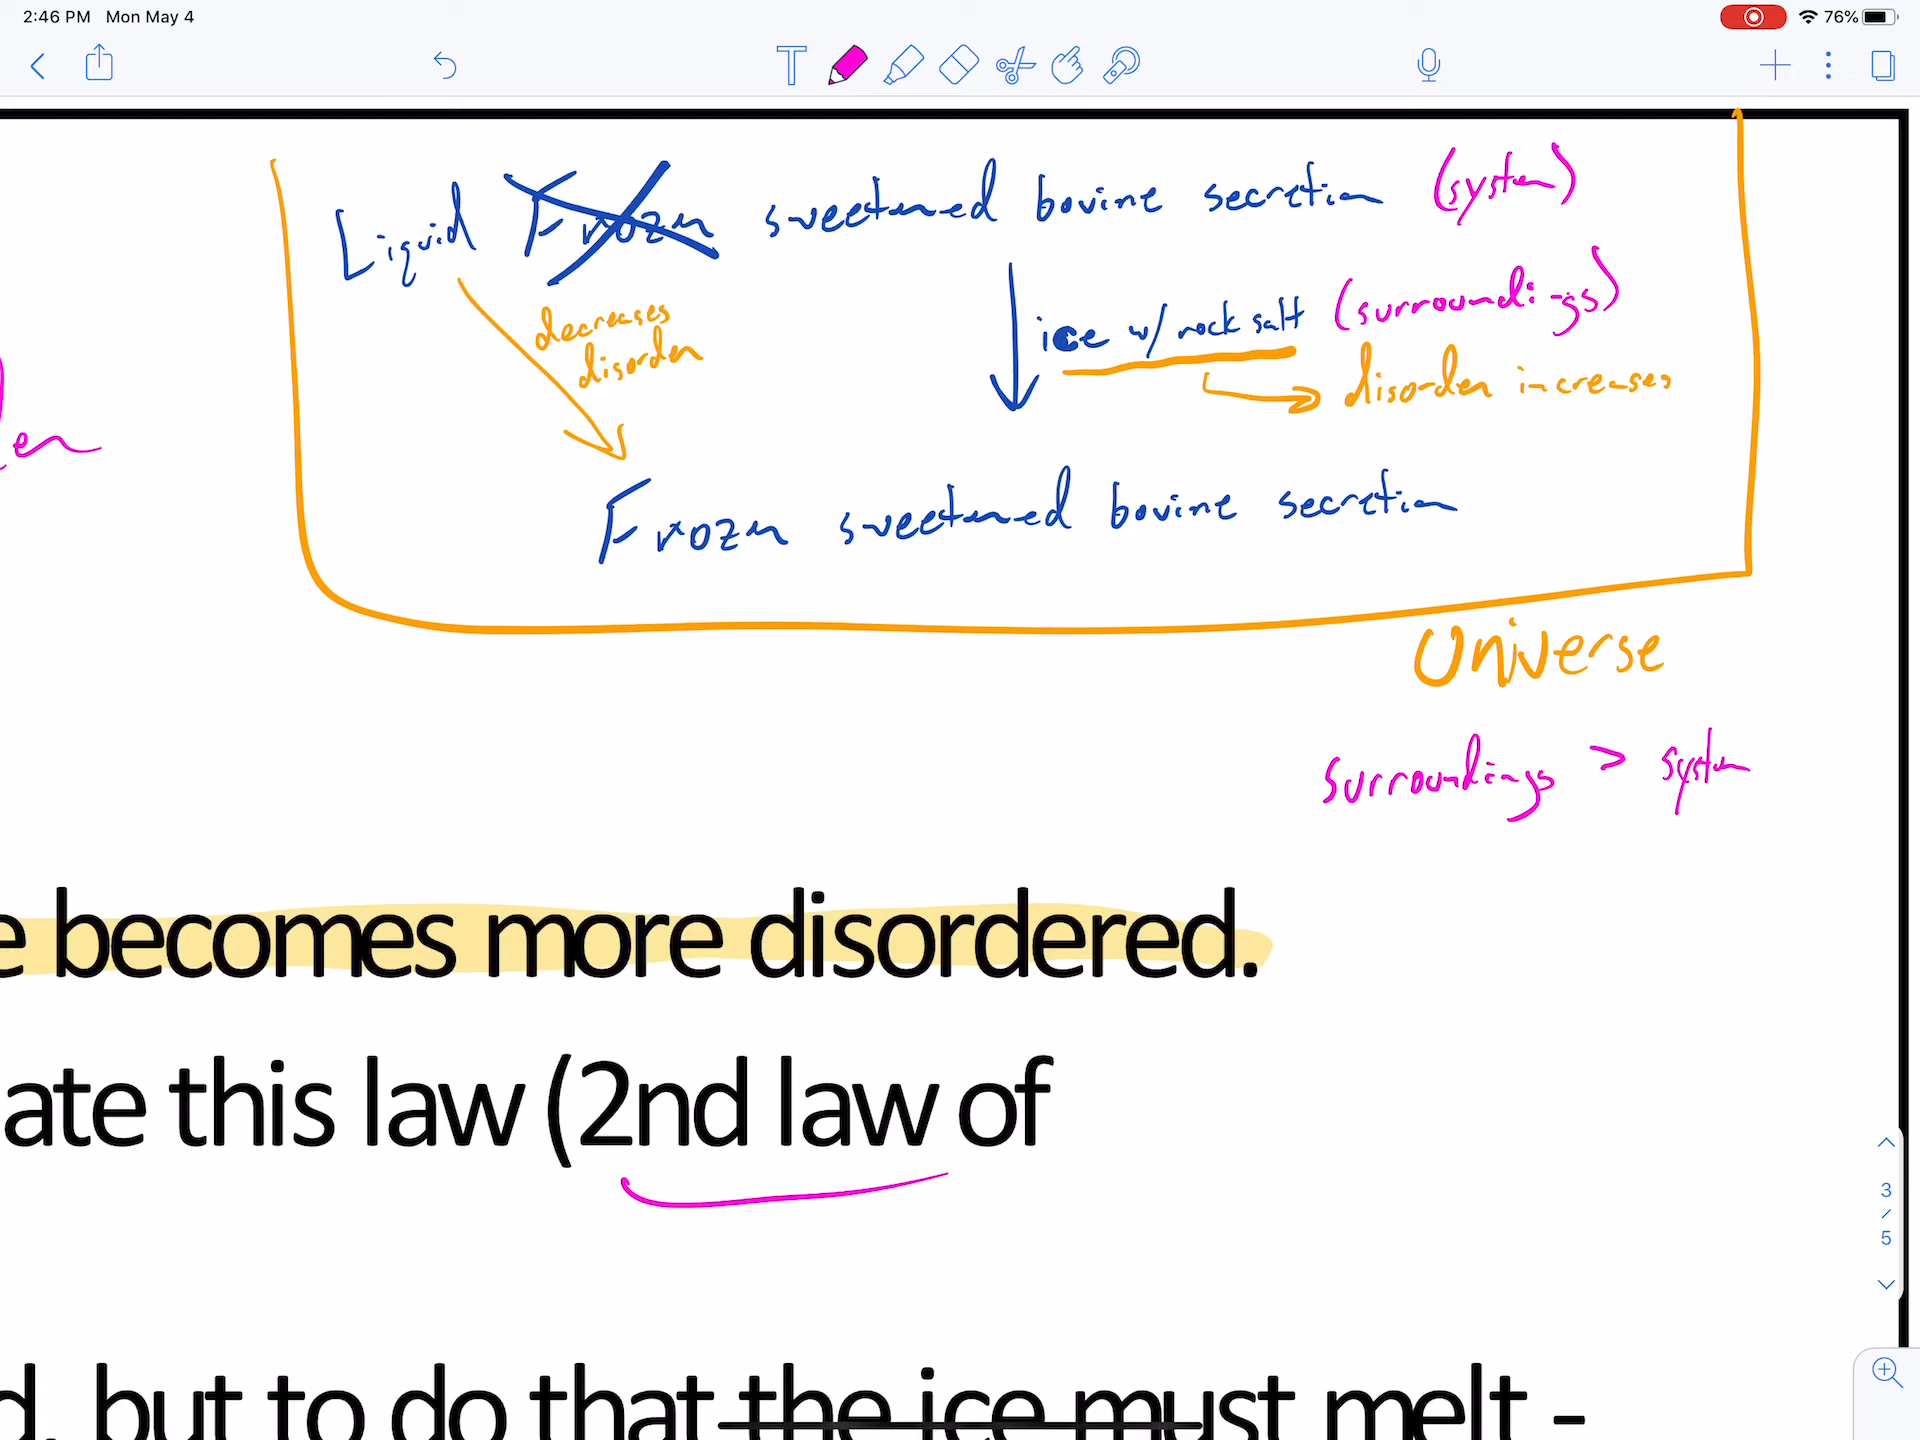 2:46 PM Mon May 4
76%
Liquid Frozen sweetened bovine secretion (system)
decreases
disorder
ice w/ rock salt (surroundings)
disorder increases
Frozen sweetened bovine secretion
Universe
surroundings > system
e becomes more disordered.
ate this law (2nd law of
3
/
5
d, but to do that the ice must melt -